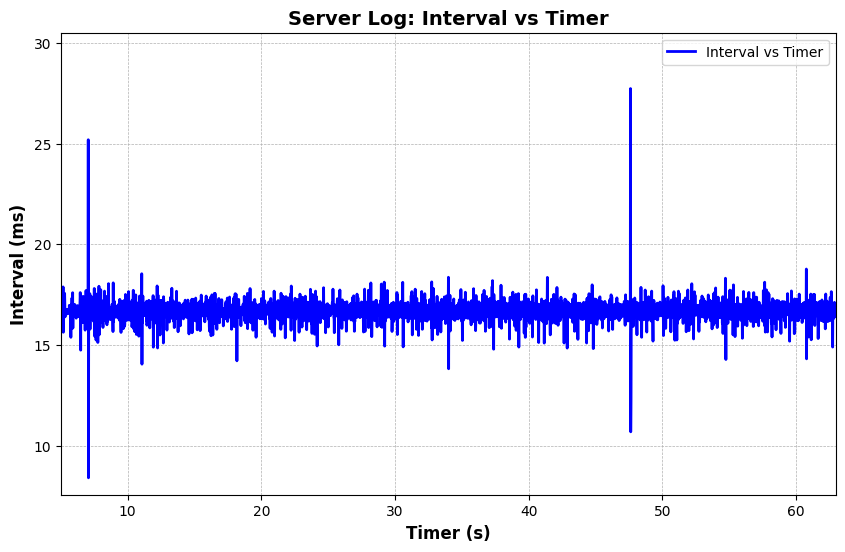 Server Log: Interval vs Timer
Interval vs Timer
30
25
20
15
10
Interval (ms)
10 20 30 40 50 60
Timer (s)